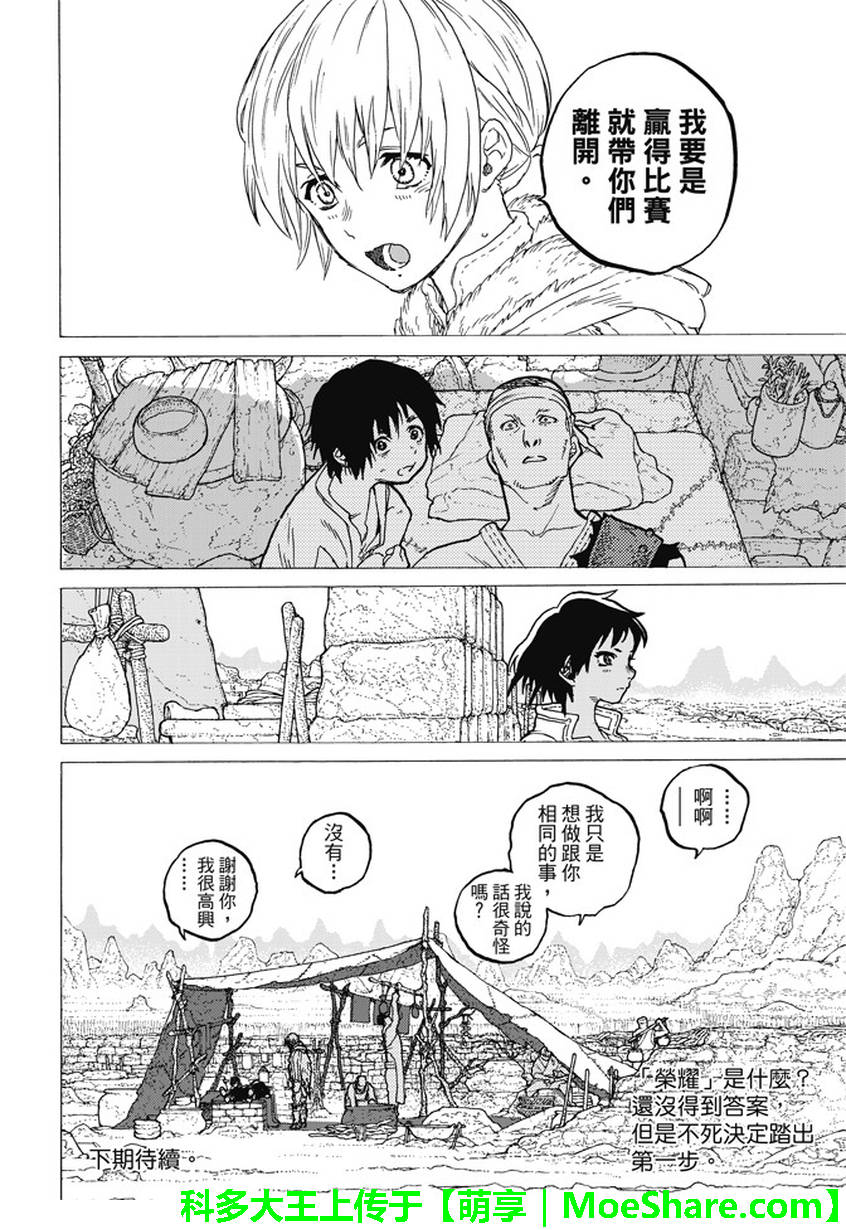 我要是
贏得比賽
就帶你們
離開。
……
啊啊
——
我只是
想做跟你
相同的事，
我說的
話很奇怪
嗎？
沒有…
謝謝你，
我很高興
……
「榮耀」是什麼？
還沒得到答案，
但是不死決定踏出
第一步。
下期待續。
科多大王上传于【萌享｜MoeShare.com】